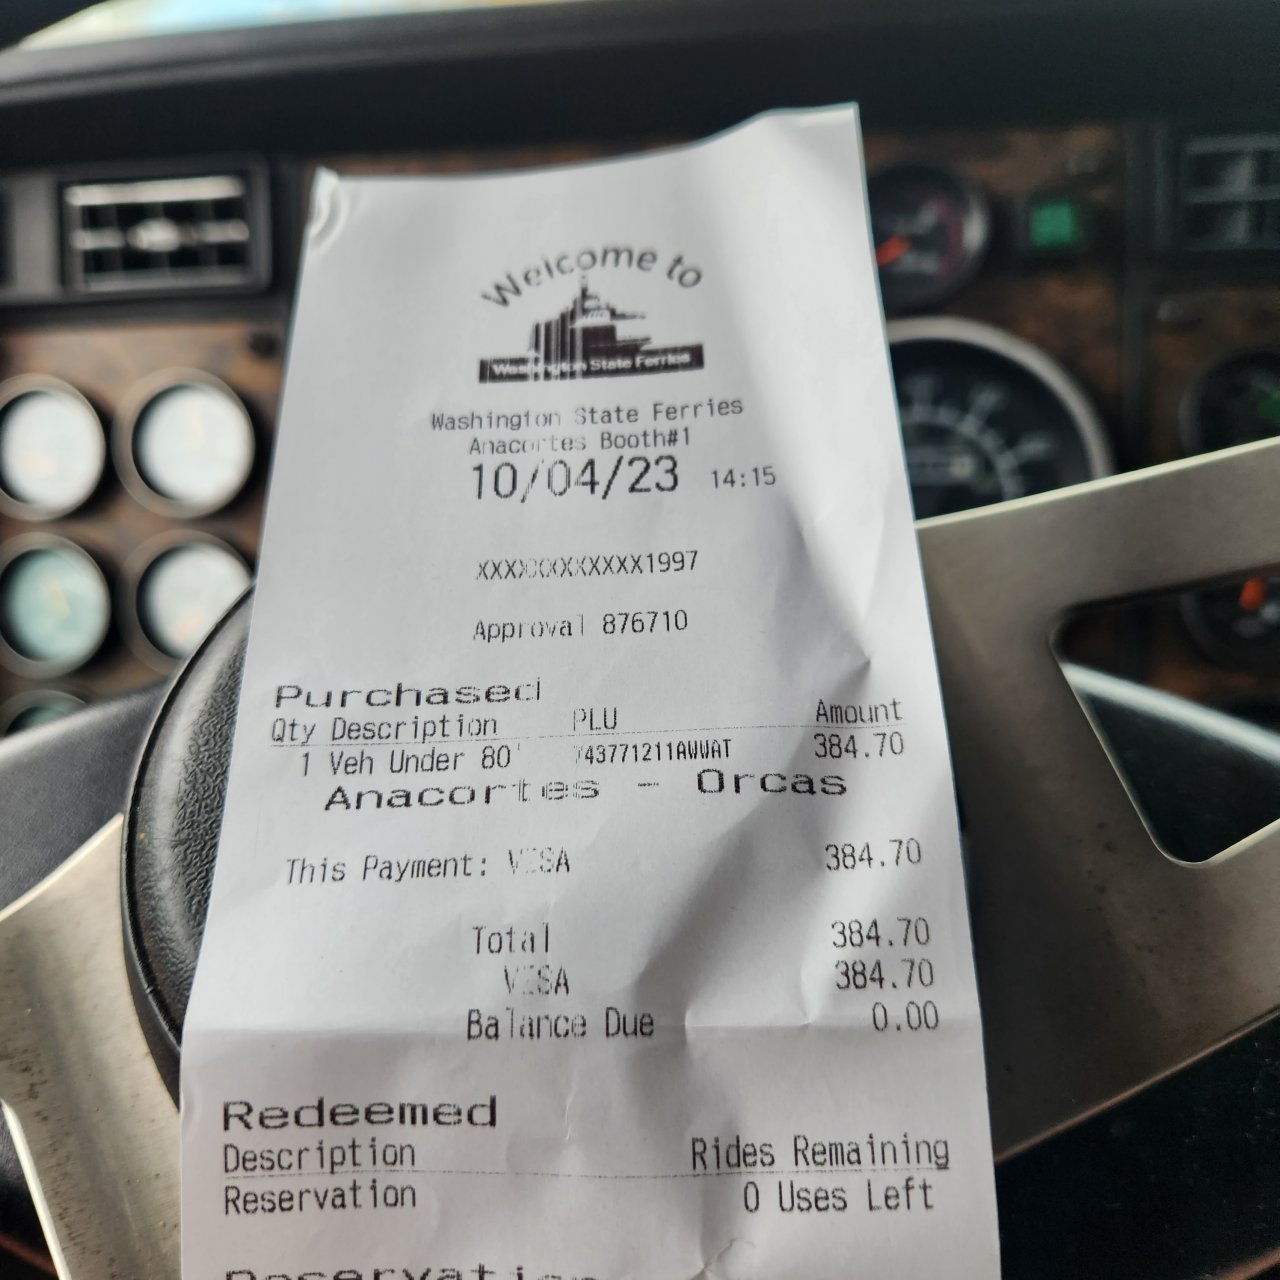 Welcome to
Washington State Ferries
Washington State Ferries
Anacortes Booth#1
10/04/23 14:15
XXXXXXXXXXXX1997
Approval 876710
Purchased
Qty Description PLU Amount
1 Veh Under 80' 743771211AWWAT 384.70
Anacortes - Orcas
This Payment: VISA 384.70
Total 384.70
VISA 384.70
Balance Due 0.00
Redeemed
Description Rides Remaining
Reservation 0 Uses Left
Reservation